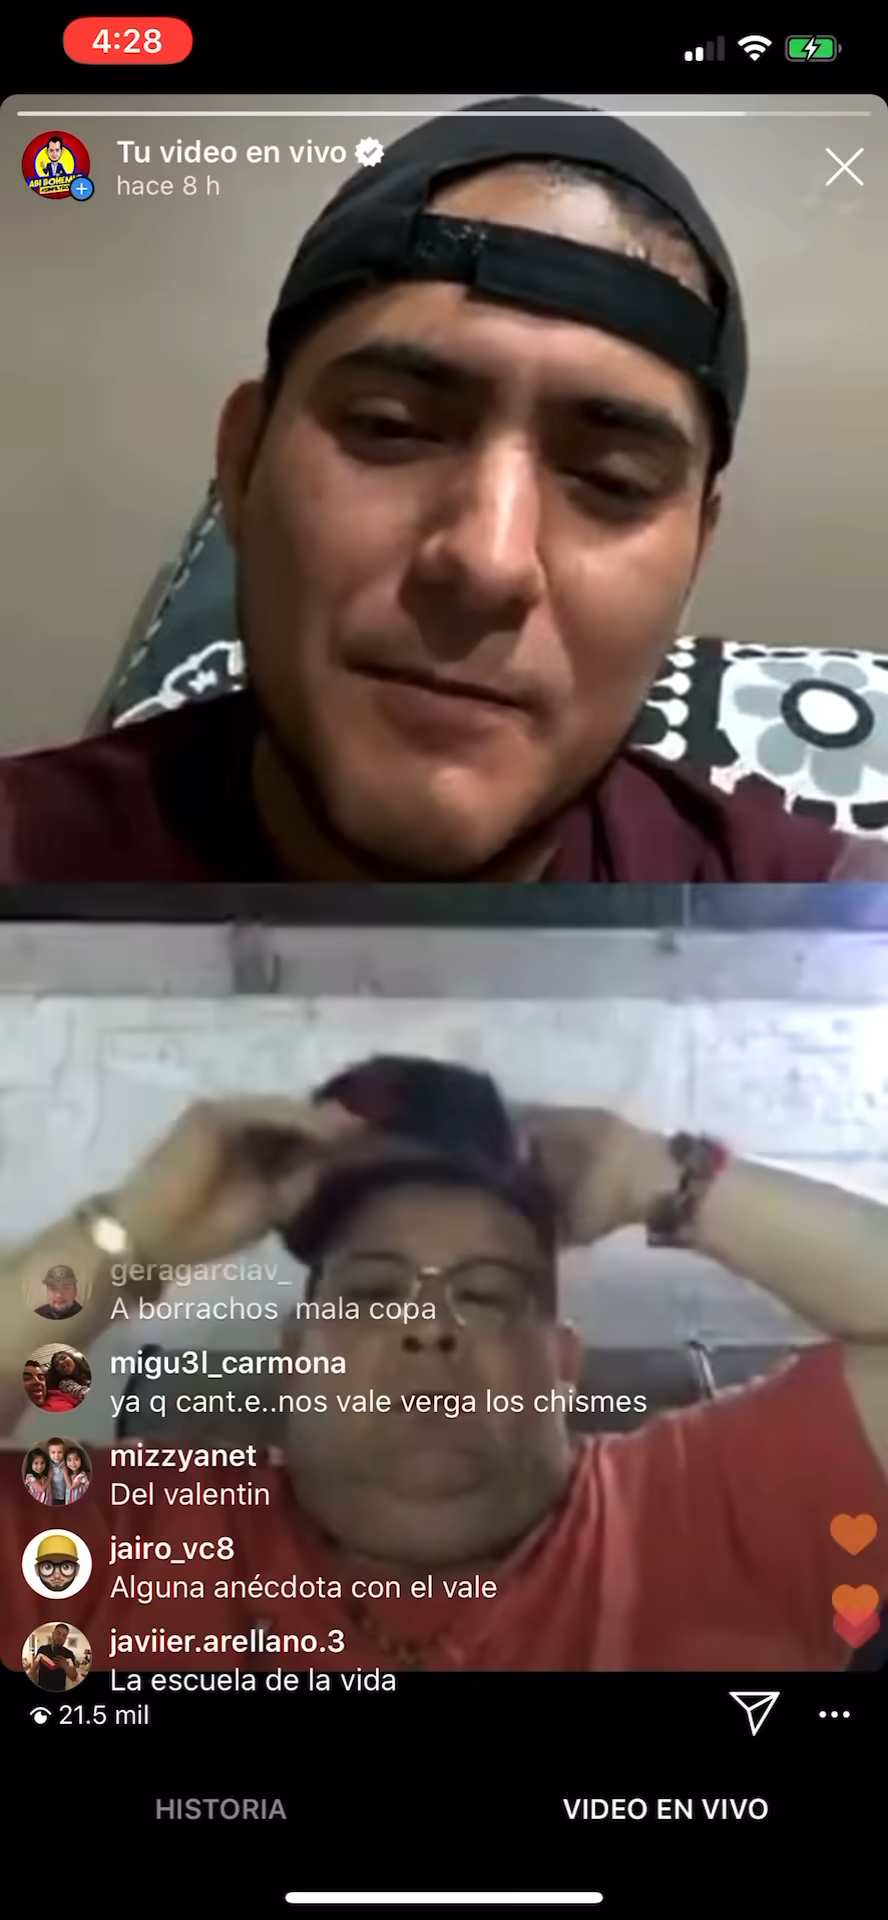 4:28
Tu video en vivo
hace 8 h
ABI BOHEMIO
geragarciav_
A borrachos mala copa
migu3l_carmona
ya q cant.e..nos vale verga los chismes
mizzyanet
Del valentin
jairo_vc8
Alguna anécdota con el vale
javiier.arellano.3
La escuela de la vida
21.5 mil
HISTORIA
VIDEO EN VIVO